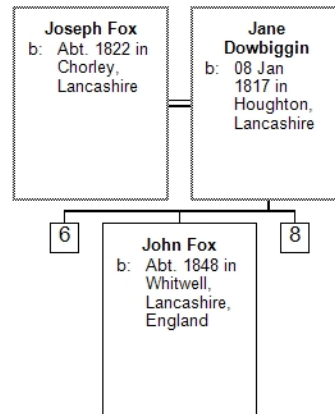 Joseph Fox
b: Abt. 1822 in
Chorley,
Lancashire
Jane
Dowbiggin
b: 08 Jan
1817 in
Houghton,
Lancashire
6
8
John Fox
b: Abt. 1848 in
Whitwell,
Lancashire,
England